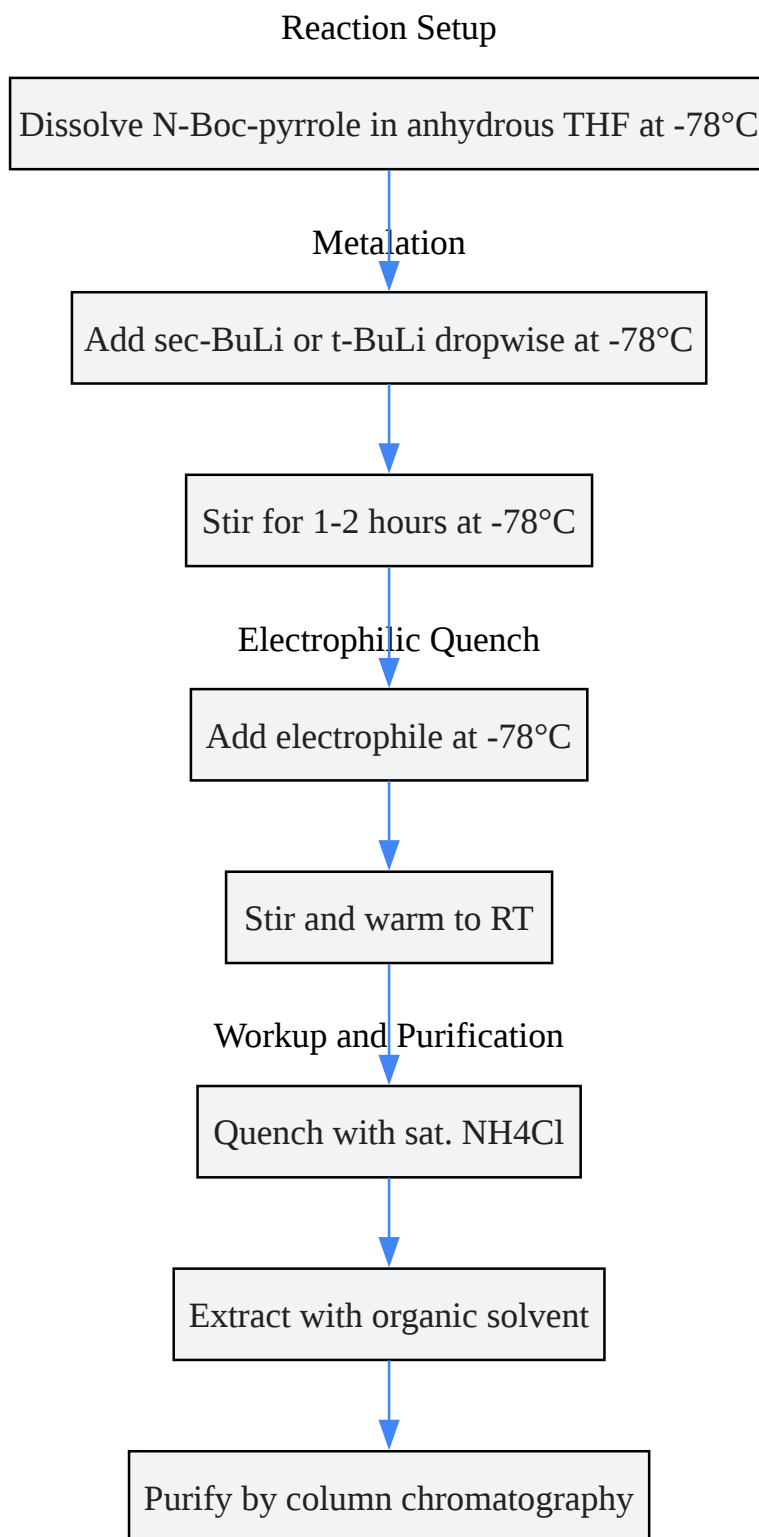 Reaction Setup
Dissolve N-Boc-pyrrole in anhydrous THF at -78°C
Metalation
Add sec-BuLi or t-BuLi dropwise at -78°C
Stir for 1-2 hours at -78°C
Electrophilic Quench
Add electrophile at -78°C
Stir and warm to RT
Workup and Purification
Quench with sat. NH4Cl
Extract with organic solvent
Purify by column chromatography